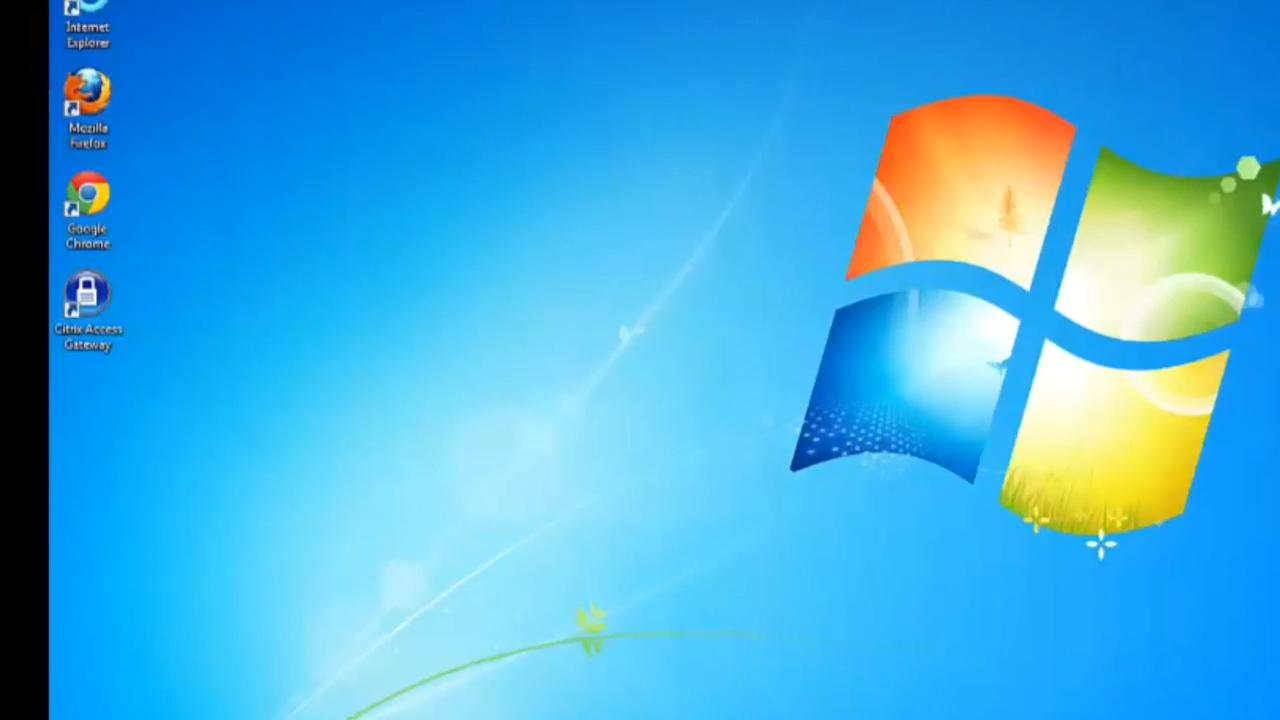 Internet
Explorer
Mozilla
Firefox
Google
Chrome
Citrix Access
Gateway